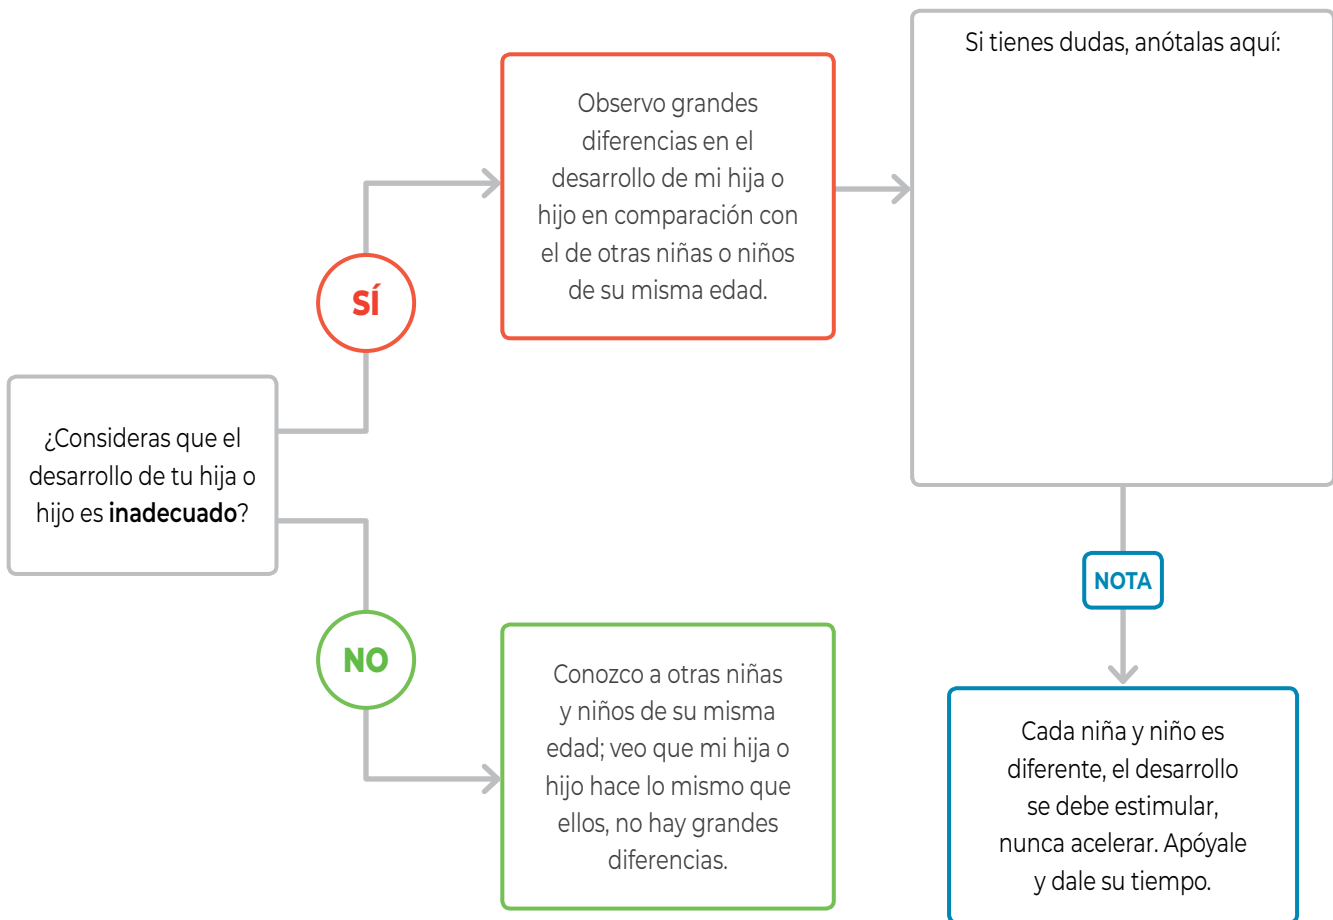 ¿Consideras que el
desarrollo de tu hija o
hijo es inadecuado?
SÍ
Observo grandes
diferencias en el
desarrollo de mi hija o
hijo en comparación con
el de otras niñas o niños
de su misma edad.
Si tienes dudas, anótalas aquí:
NOTA
Cada niña y niño es
diferente, el desarrollo
se debe estimular,
nunca acelerar. Apóyale
y dale su tiempo.
NO
Conozco a otras niñas
y niños de su misma
edad; veo que mi hija o
hijo hace lo mismo que
ellos, no hay grandes
diferencias.